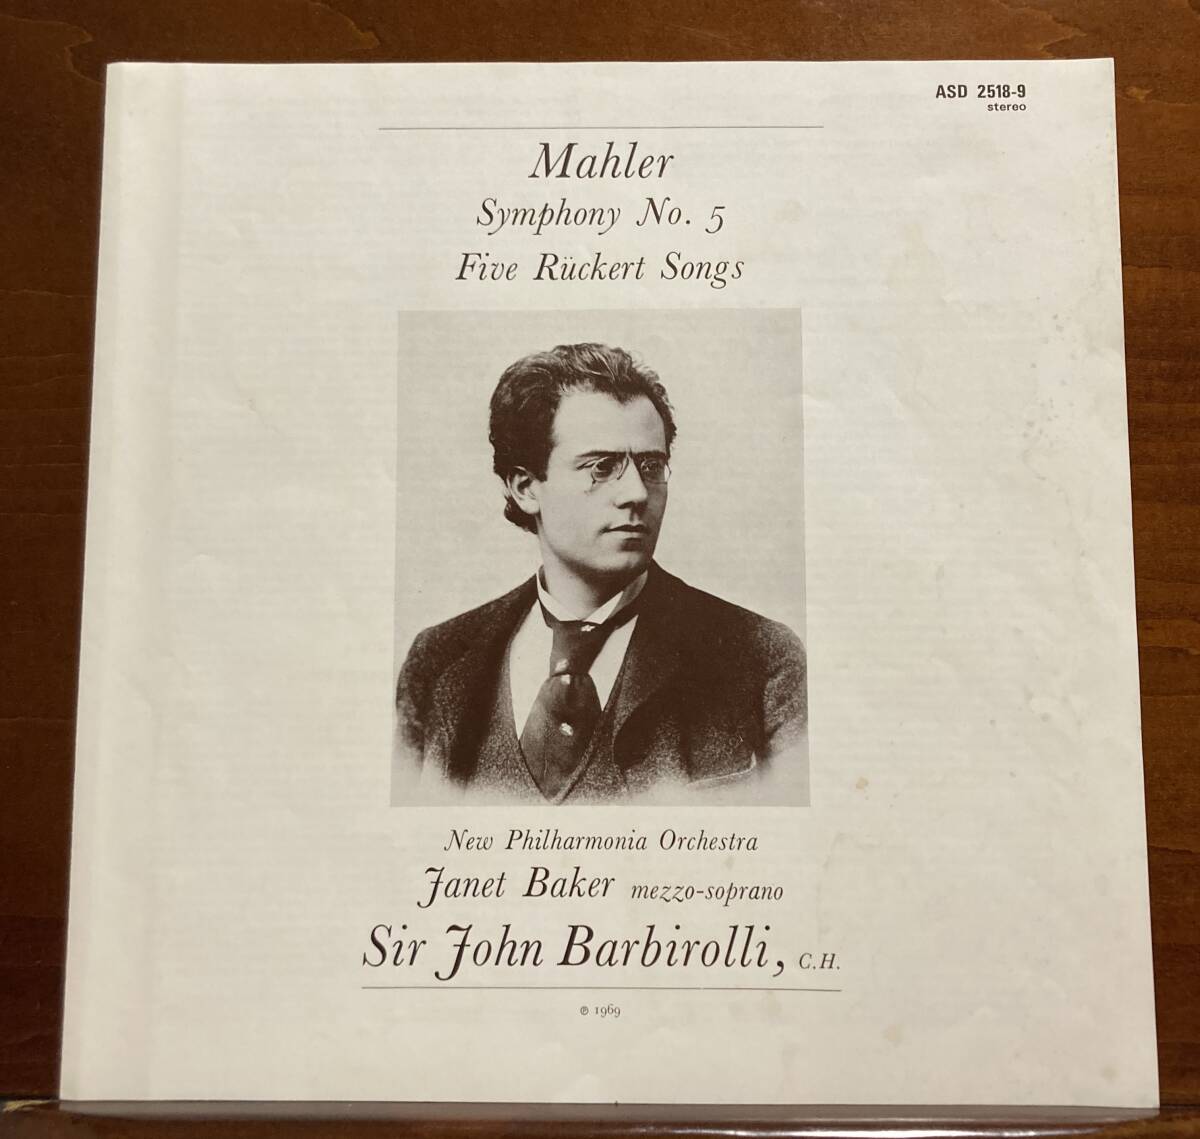 ASD 2518-9
stereo
Mahler
Symphony No. 5
Five Rückert Songs
New Philharmonia Orchestra
Janet Baker mezzo-soprano
Sir John Barbirolli, C.H.
℗ 1969